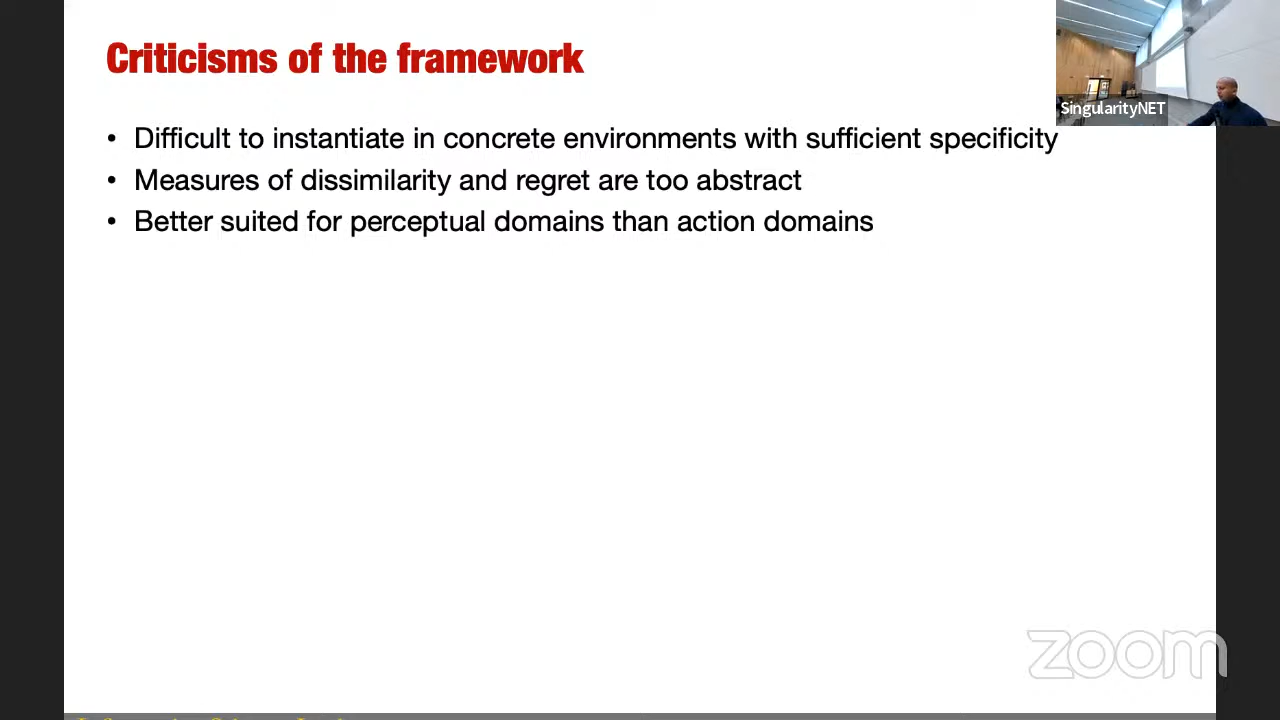 Criticisms of the framework
SingularityNET
• Difficult to instantiate in concrete environments with sufficient specificity
• Measures of dissimilarity and regret are too abstract
• Better suited for perceptual domains than action domains
zoom